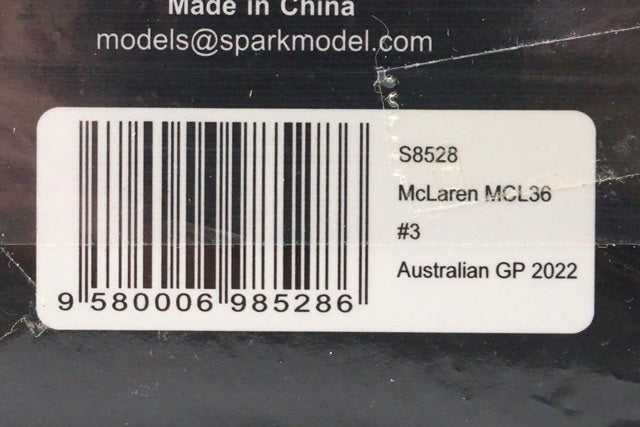 Made in China
models@sparkmodel.com
S8528
McLaren MCL36
#3
Australian GP 2022
9 580006 985286